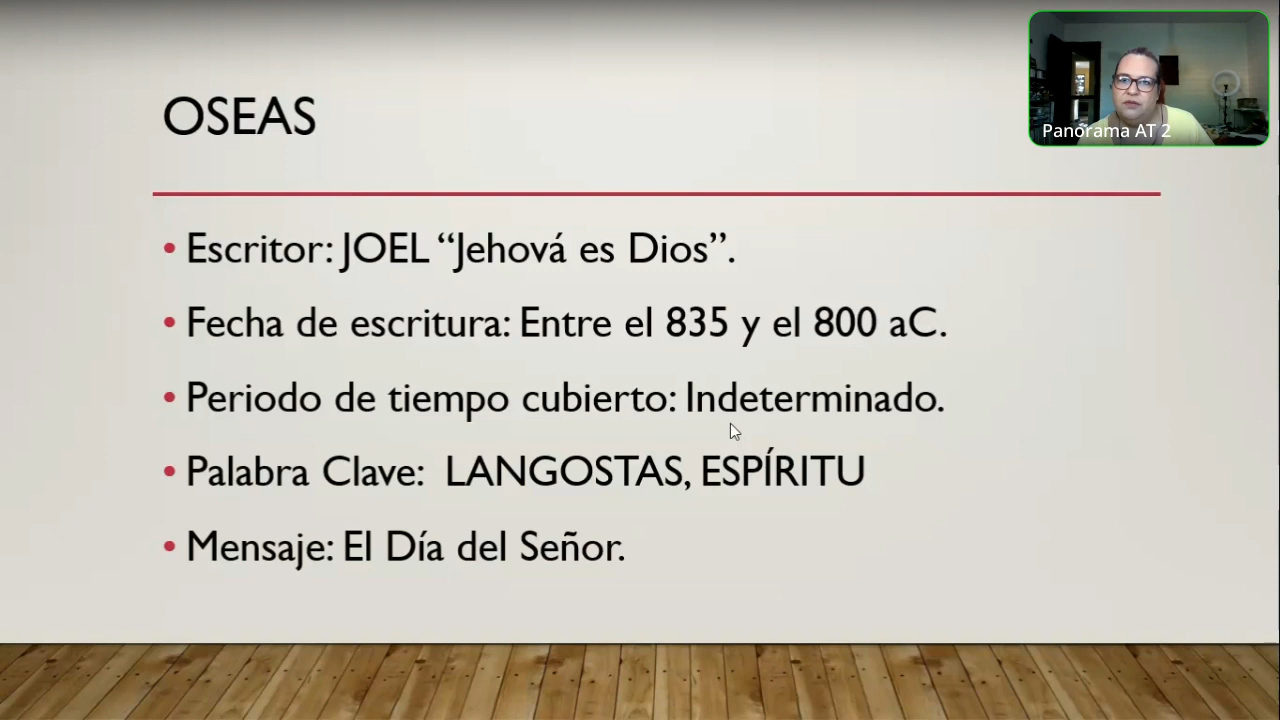 OSEAS
Panorama AT 2
• Escritor: JOEL “Jehová es Dios”.
• Fecha de escritura: Entre el 835 y el 800 aC.
• Periodo de tiempo cubierto: Indeterminado.
• Palabra Clave: LANGOSTAS, ESPÍRITU
• Mensaje: El Día del Señor.